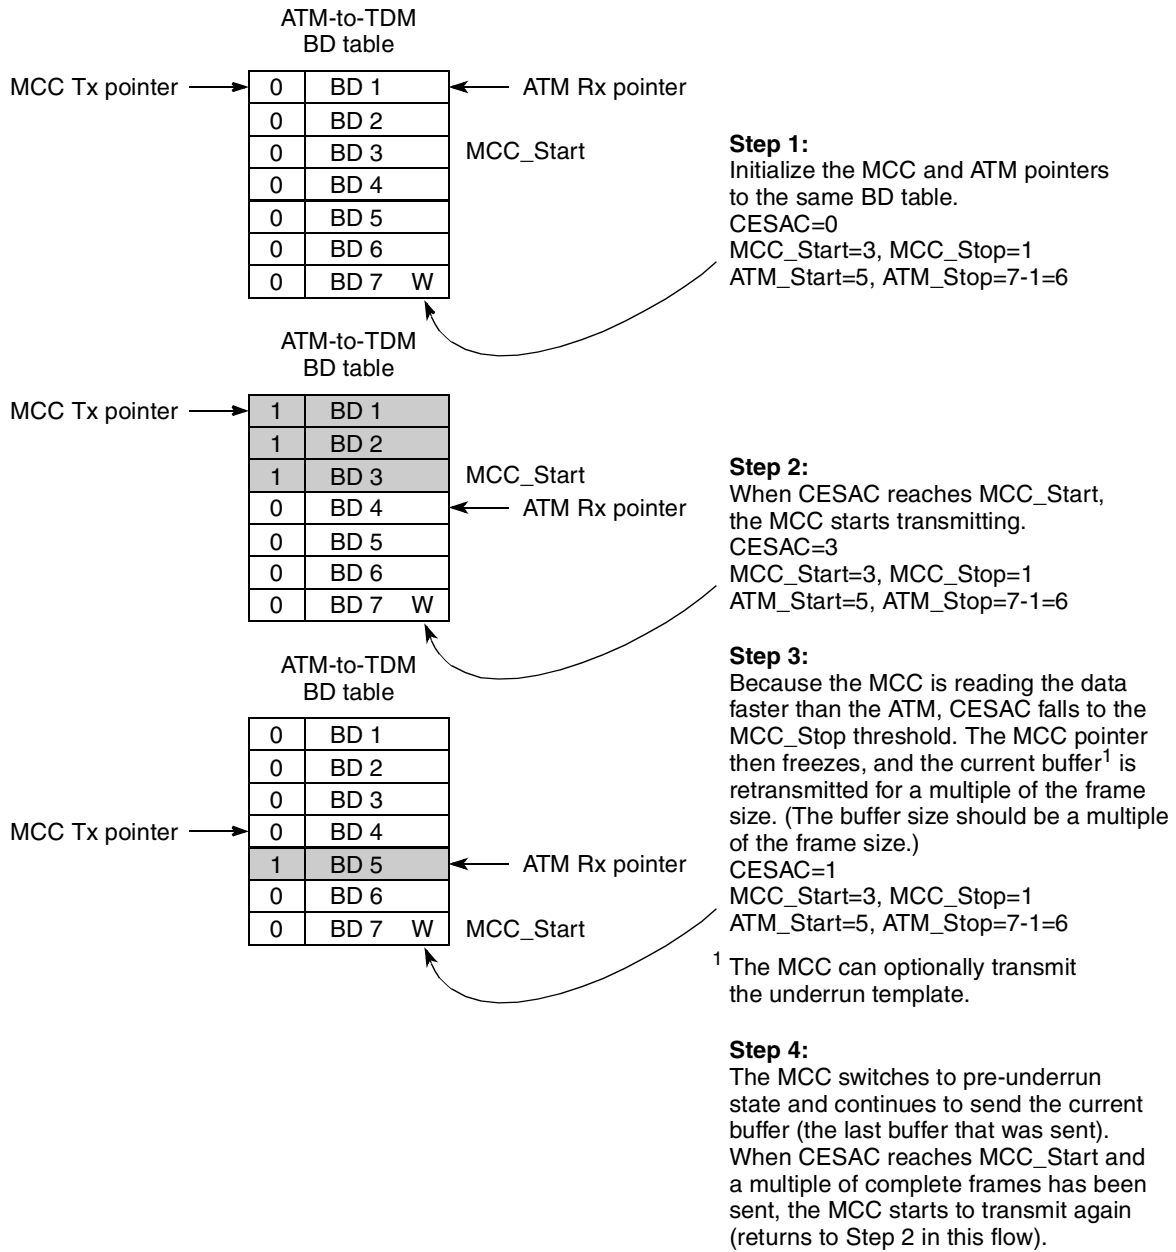 ATM-to-TDM
BD table
MCC Tx pointer
0 BD 1
ATM Rx pointer
0 BD 2
0 BD 3
MCC_Start
0 BD 4
0 BD 5
0 BD 6
0 BD 7 W
Step 1:
Initialize the MCC and ATM pointers
to the same BD table.
CESAC=0
MCC_Start=3, MCC_Stop=1
ATM_Start=5, ATM_Stop=7-1=6
ATM-to-TDM
BD table
MCC Tx pointer
1 BD 1
1 BD 2
1 BD 3
MCC_Start
0 BD 4
ATM Rx pointer
0 BD 5
0 BD 6
0 BD 7 W
Step 2:
When CESAC reaches MCC_Start,
the MCC starts transmitting.
CESAC=3
MCC_Start=3, MCC_Stop=1
ATM_Start=5, ATM_Stop=7-1=6
ATM-to-TDM
BD table
0 BD 1
0 BD 2
0 BD 3
MCC Tx pointer
0 BD 4
1 BD 5
ATM Rx pointer
0 BD 6
0 BD 7 W
MCC_Start
Step 3:
Because the MCC is reading the data
faster than the ATM, CESAC falls to the
MCC_Stop threshold. The MCC pointer
then freezes, and the current buffer1 is
retransmitted for a multiple of the frame
size. (The buffer size should be a multiple
of the frame size.)
CESAC=1
MCC_Start=3, MCC_Stop=1
ATM_Start=5, ATM_Stop=7-1=6
1 The MCC can optionally transmit
the underrun template.
Step 4:
The MCC switches to pre-underrun
state and continues to send the current
buffer (the last buffer that was sent).
When CESAC reaches MCC_Start and
a multiple of complete frames has been
sent, the MCC starts to transmit again
(returns to Step 2 in this flow).